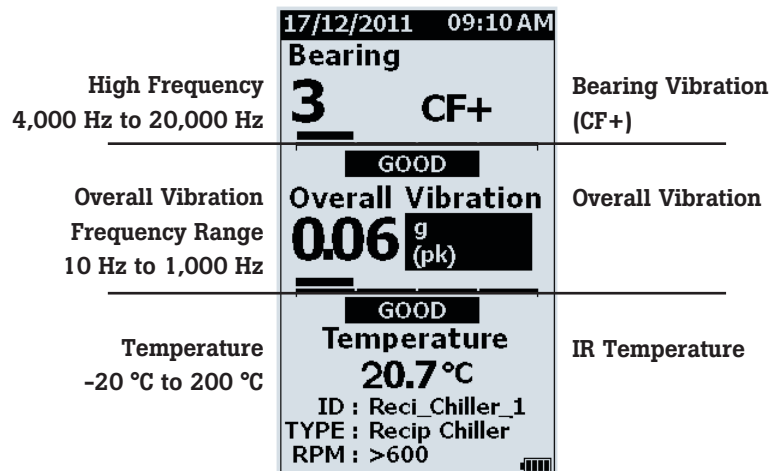 17/12/2011 09:10 AM
Bearing
3 CF+
GOOD
Overall Vibration
0.06 g
(pk)
GOOD
Temperature
20.7 °C
ID : Reci_Chiller_1
TYPE : Recip Chiller
RPM : >600
High Frequency
4,000 Hz to 20,000 Hz
Overall Vibration
Frequency Range
10 Hz to 1,000 Hz
Temperature
-20 °C to 200 °C
Bearing Vibration
(CF+)
Overall Vibration
IR Temperature